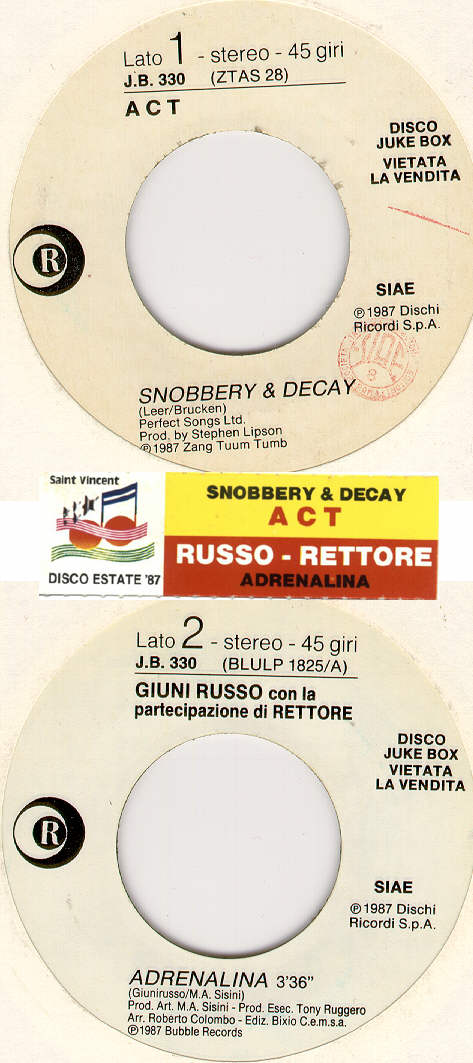 Lato 1 - stereo - 45 giri
J.B. 330 (ZTAS 28)
ACT
DISCO
JUKE BOX
VIETATA
LA VENDITA
R
SIAE
℗ 1987 Dischi
Ricordi S.p.A.
SNOBBERY & DECAY
(Leer/Brucken)
Perfect Songs Ltd.
Prod. by Stephen Lipson
℗ 1987 Zang Tuum Tumb
Saint Vincent
DISCO ESTATE '87
SNOBBERY & DECAY
ACT
RUSSO - RETTORE
ADRENALINA
Lato 2 - stereo - 45 giri
J.B. 330 (BLULP 1825/A)
GIUNI RUSSO con la
partecipazione di RETTORE
DISCO
JUKE BOX
VIETATA
LA VENDITA
R
SIAE
℗ 1987 Dischi
Ricordi S.p.A.
ADRENALINA 3'36"
(Giunirusso/M.A. Sisini)
Prod. Art. M.A. Sisini - Prod. Esec. Tony Ruggero
Arr. Roberto Colombo - Ediz. Bixio C.e.m.s.a.
℗ 1987 Bubble Records